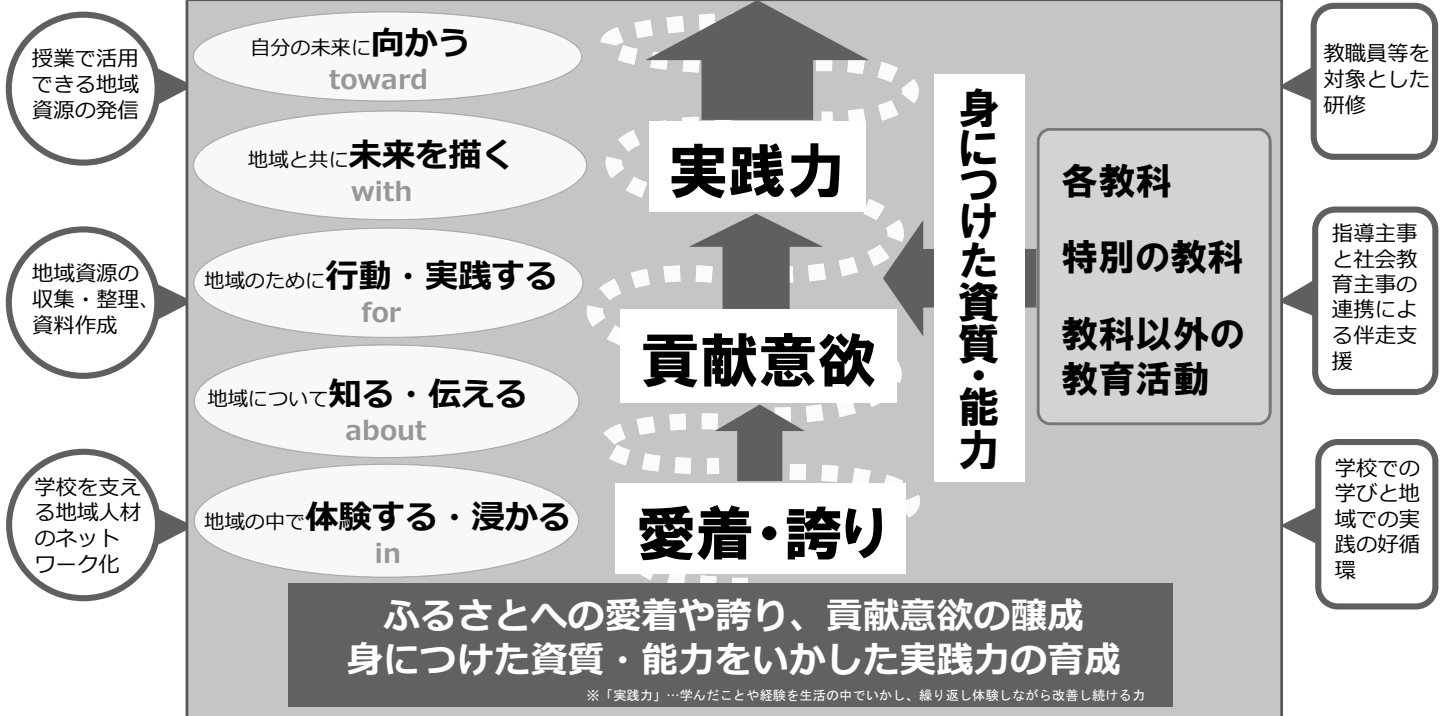 授業で活用
できる地域
資源の発信
地域資源の
収集・整理、
資料作成
学校を支え
る地域人材
のネット
ワーク化
自分の未来に向かう
toward
地域と共に未来を描く
with
地域のために行動・実践する
for
地域について知る・伝える
about
地域の中で体験する・浸かる
in
実践力
貢献意欲
愛着・誇り
身につけた資質・能力
各教科
特別の教科
教科以外の
教育活動
教職員等を
対象とした
研修
指導主事
と社会教
育主事の
連携によ
る伴走支
援
学校での
学びと地
域での実
践の好循
環
ふるさとへの愛着や誇り、貢献意欲の醸成
身につけた資質・能力をいかした実践力の育成
※「実践力」…学んだことや経験を生活の中でいかし、繰り返し体験しながら改善し続ける力